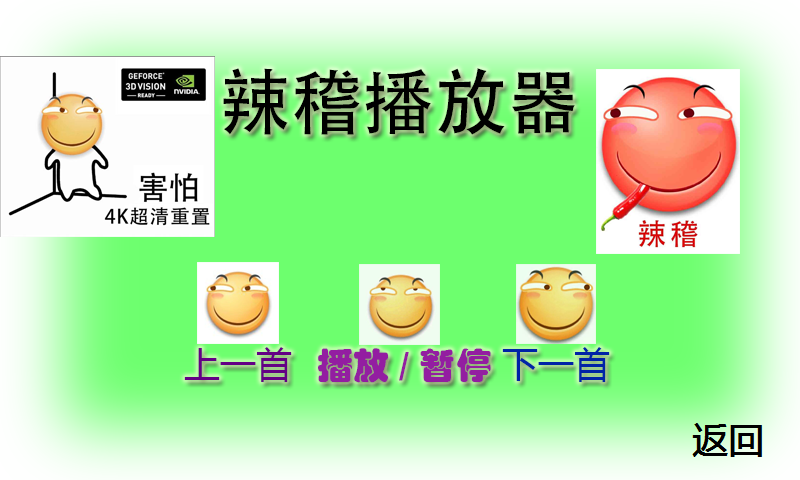 GEFORCE
3D VISION
READY
NVIDIA.
害怕
4K超清重置
辣稽播放器
辣稽
上一首
播放 / 暂停
下一首
返回